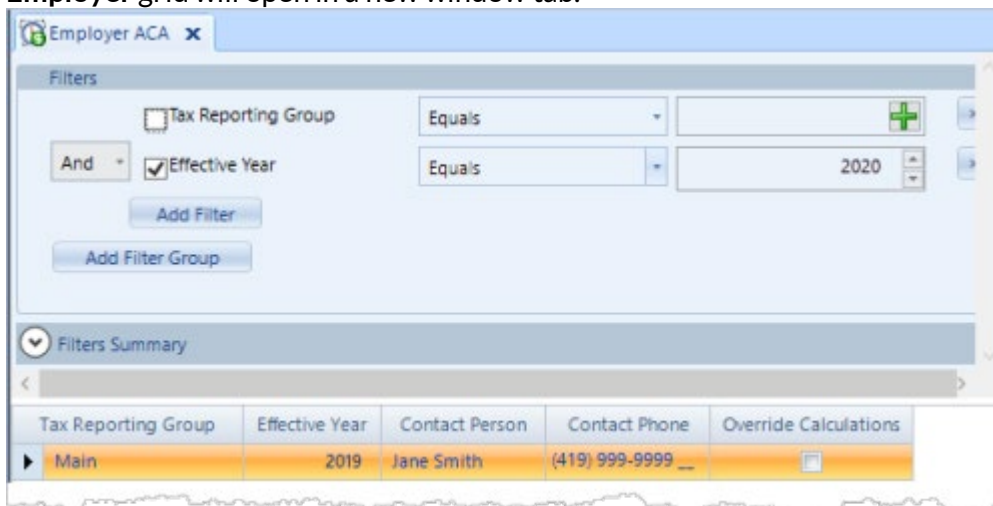 Employer grid will open in a new window tab.
Employer ACA x
Filters
Tax Reporting Group Equals
And Effective Year Equals 2020
Add Filter
Add Filter Group
Filters Summary
Tax Reporting Group Effective Year Contact Person Contact Phone Override Calculations
Main 2019 Jane Smith (419) 999-9999 __